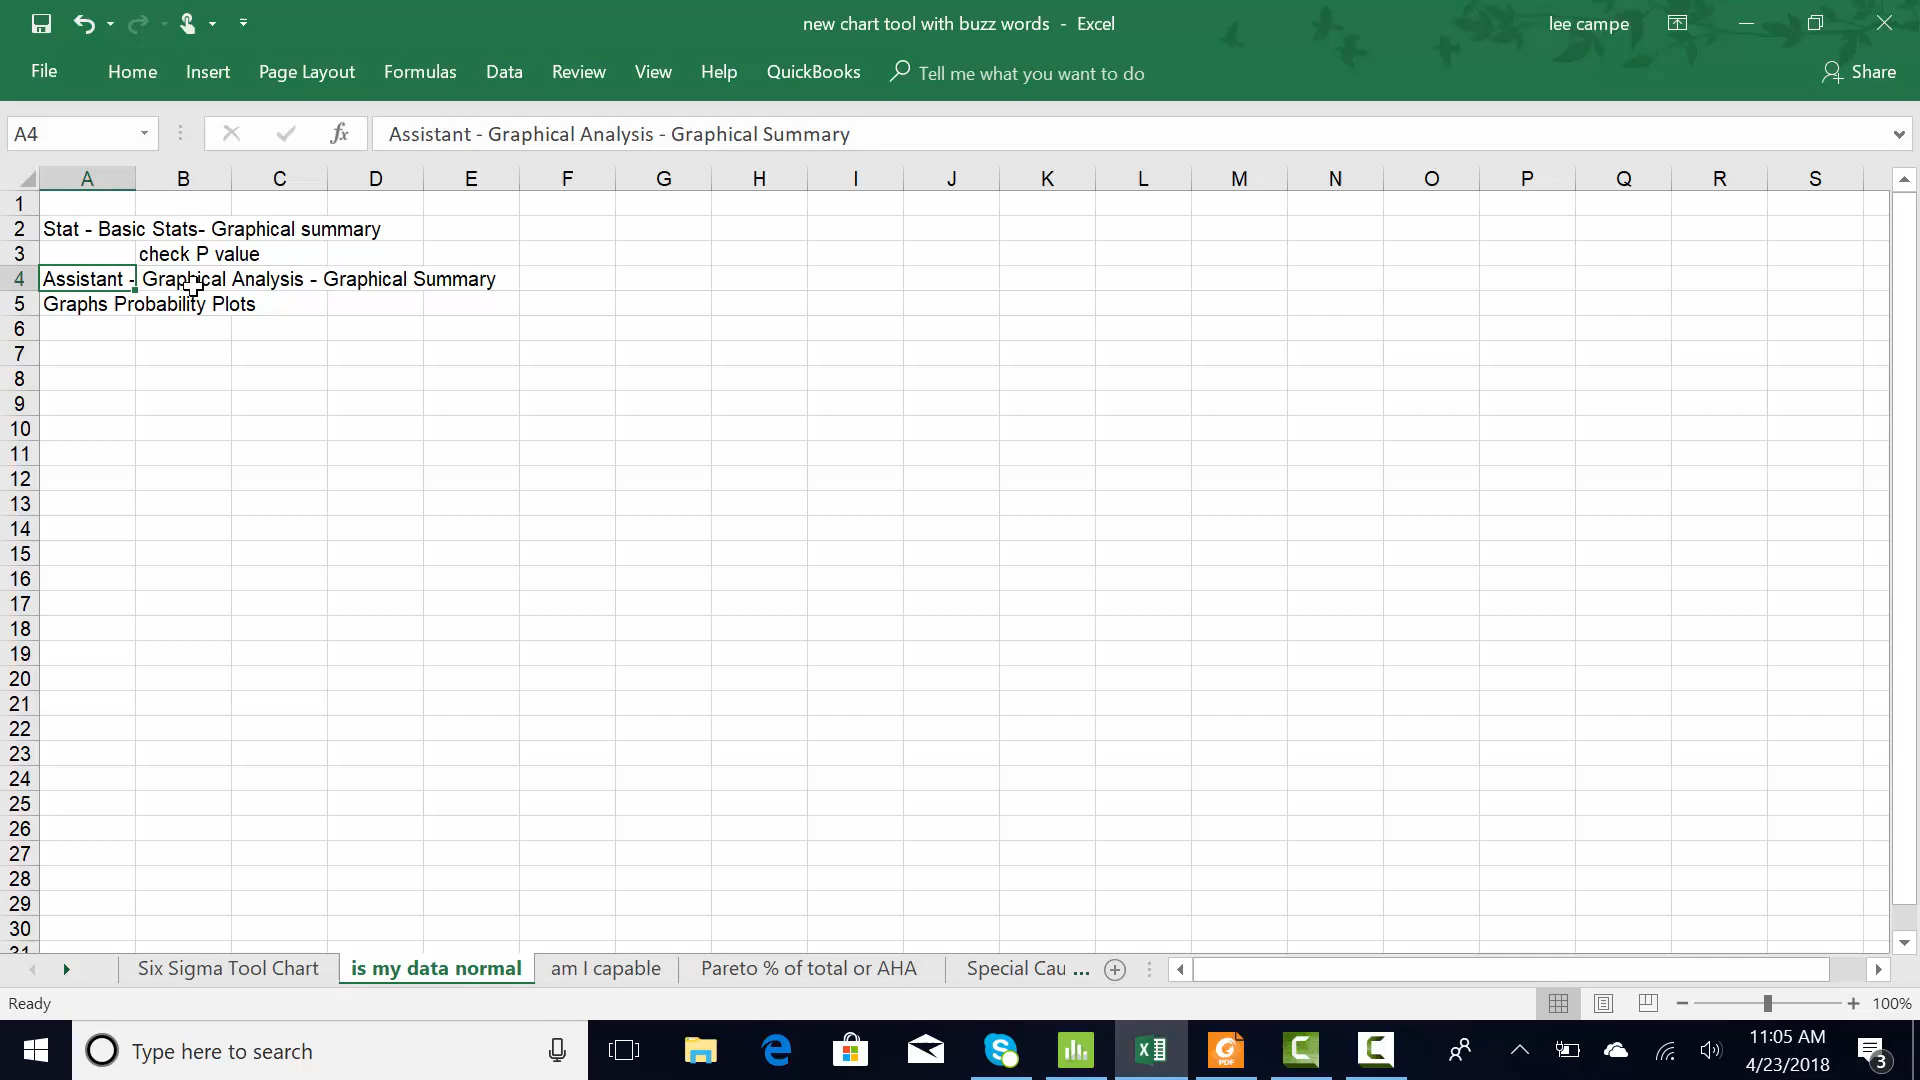 new chart tool with buzz words - Excel
lee campe
File Home Insert Page Layout Formulas Data Review View Help QuickBooks Tell me what you want to do Share
A4 fx Assistant - Graphical Analysis - Graphical Summary
A B C D E F G H I J K L M N O P Q R S
1
2 Stat - Basic Stats- Graphical summary
3 check P value
4 Assistant - Graphical Analysis - Graphical Summary
5 Graphs Probability Plots
6
7
8
9
10
11
12
13
14
15
16
17
18
19
20
21
22
23
24
25
26
27
28
29
30
31
Six Sigma Tool Chart is my data normal am I capable Pareto % of total or AHA Special Cau ...
Ready 100%
Type here to search
PDF
11:05 AM
4/23/2018
3